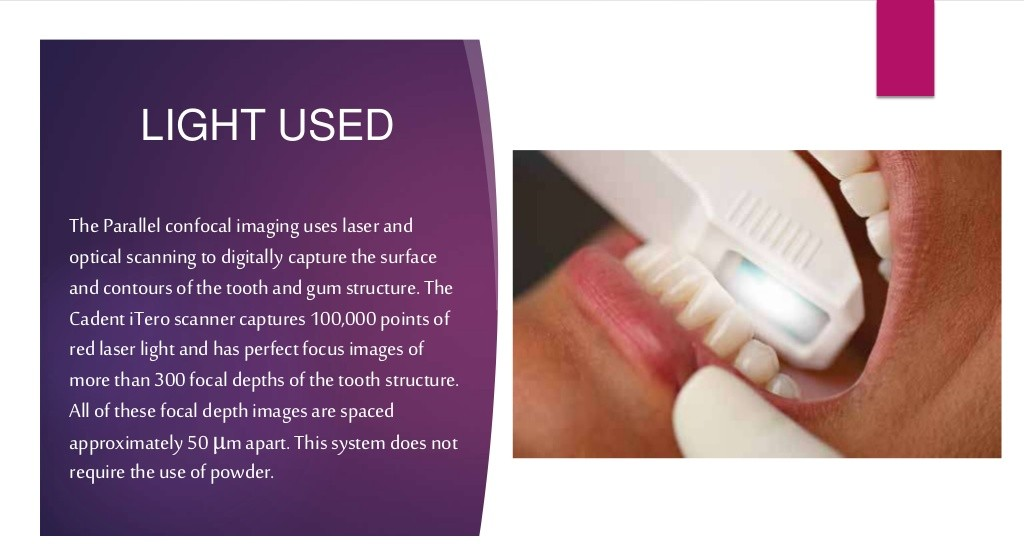 LIGHT USED
The Parallel confocal imaging uses laser and
optical scanning to digitally capture the surface
and contours of the tooth and gum structure. The
Cadent iTero scanner captures 100,000 points of
red laser light and has perfect focus images of
more than 300 focal depths of the tooth structure.
All of these focal depth images are spaced
approximately 50 µm apart. This system does not
require the use of powder.